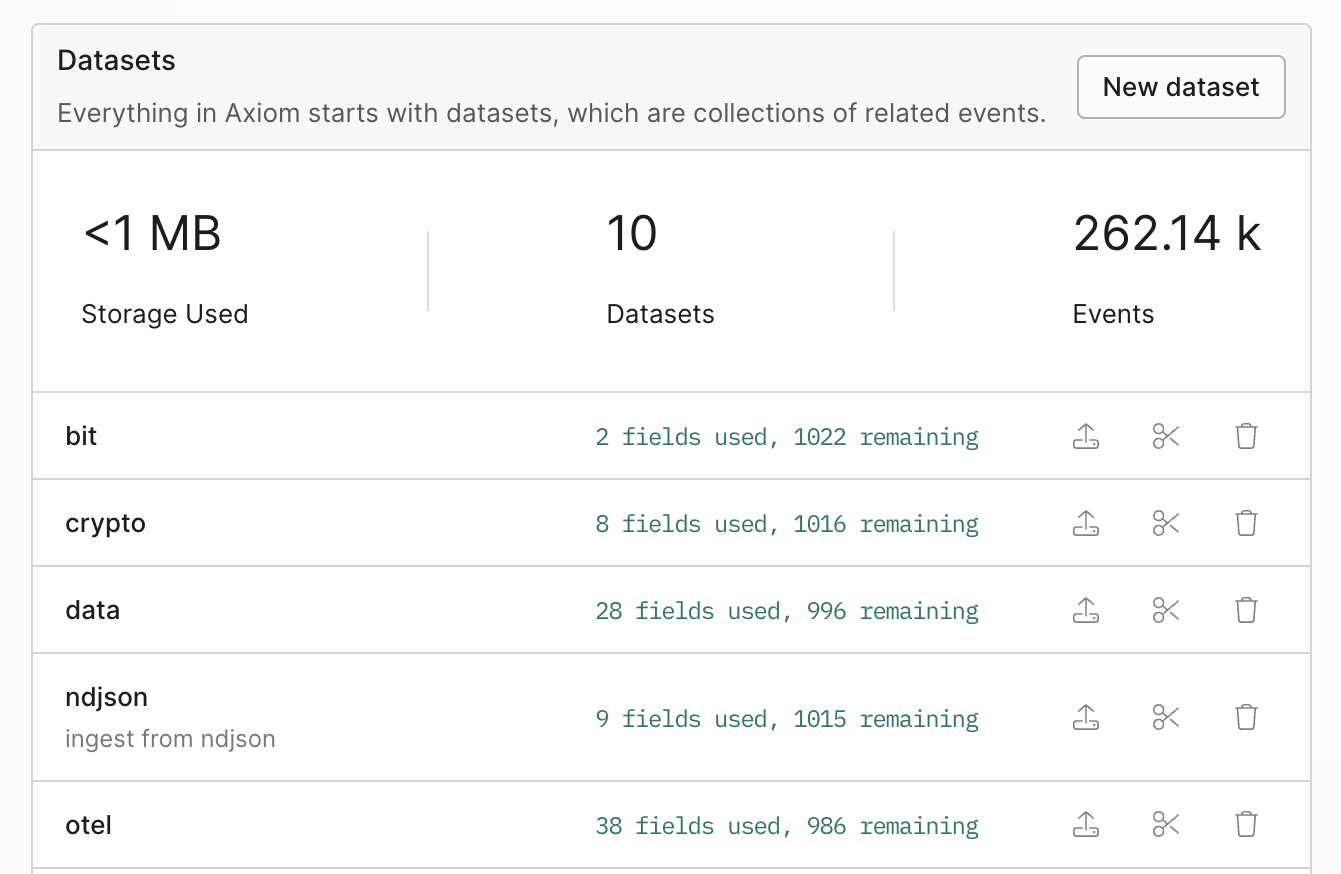 Datasets
Everything in Axiom starts with datasets, which are collections of related events.
New dataset
<1 MB
Storage Used
10
Datasets
262.14 k
Events
bit
2 fields used, 1022 remaining
crypto
8 fields used, 1016 remaining
data
28 fields used, 996 remaining
ndjson
ingest from ndjson
9 fields used, 1015 remaining
otel
38 fields used, 986 remaining